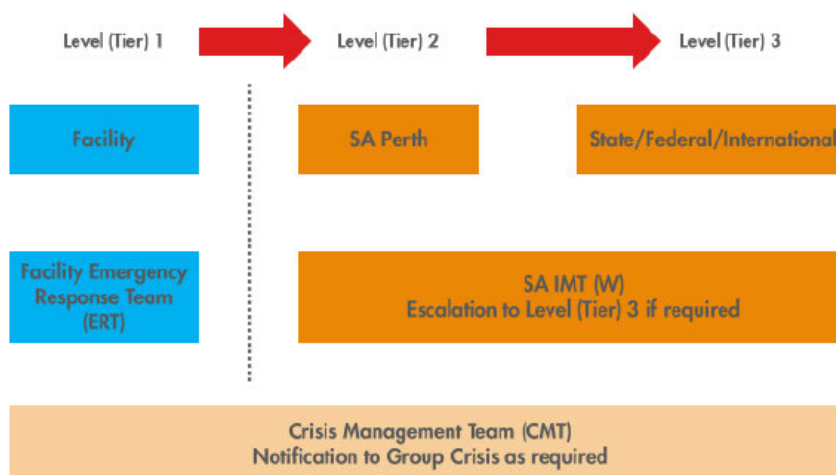 Level (Tier) 1
Level (Tier) 2
Level (Tier) 3
Facility
SA Perth
State/Federal/International
Facility Emergency
Response Team
(ERT)
SA IMT (W)
Escalation to Level (Tier) 3 if required
Crisis Management Team (CMT)
Notification to Group Crisis as required